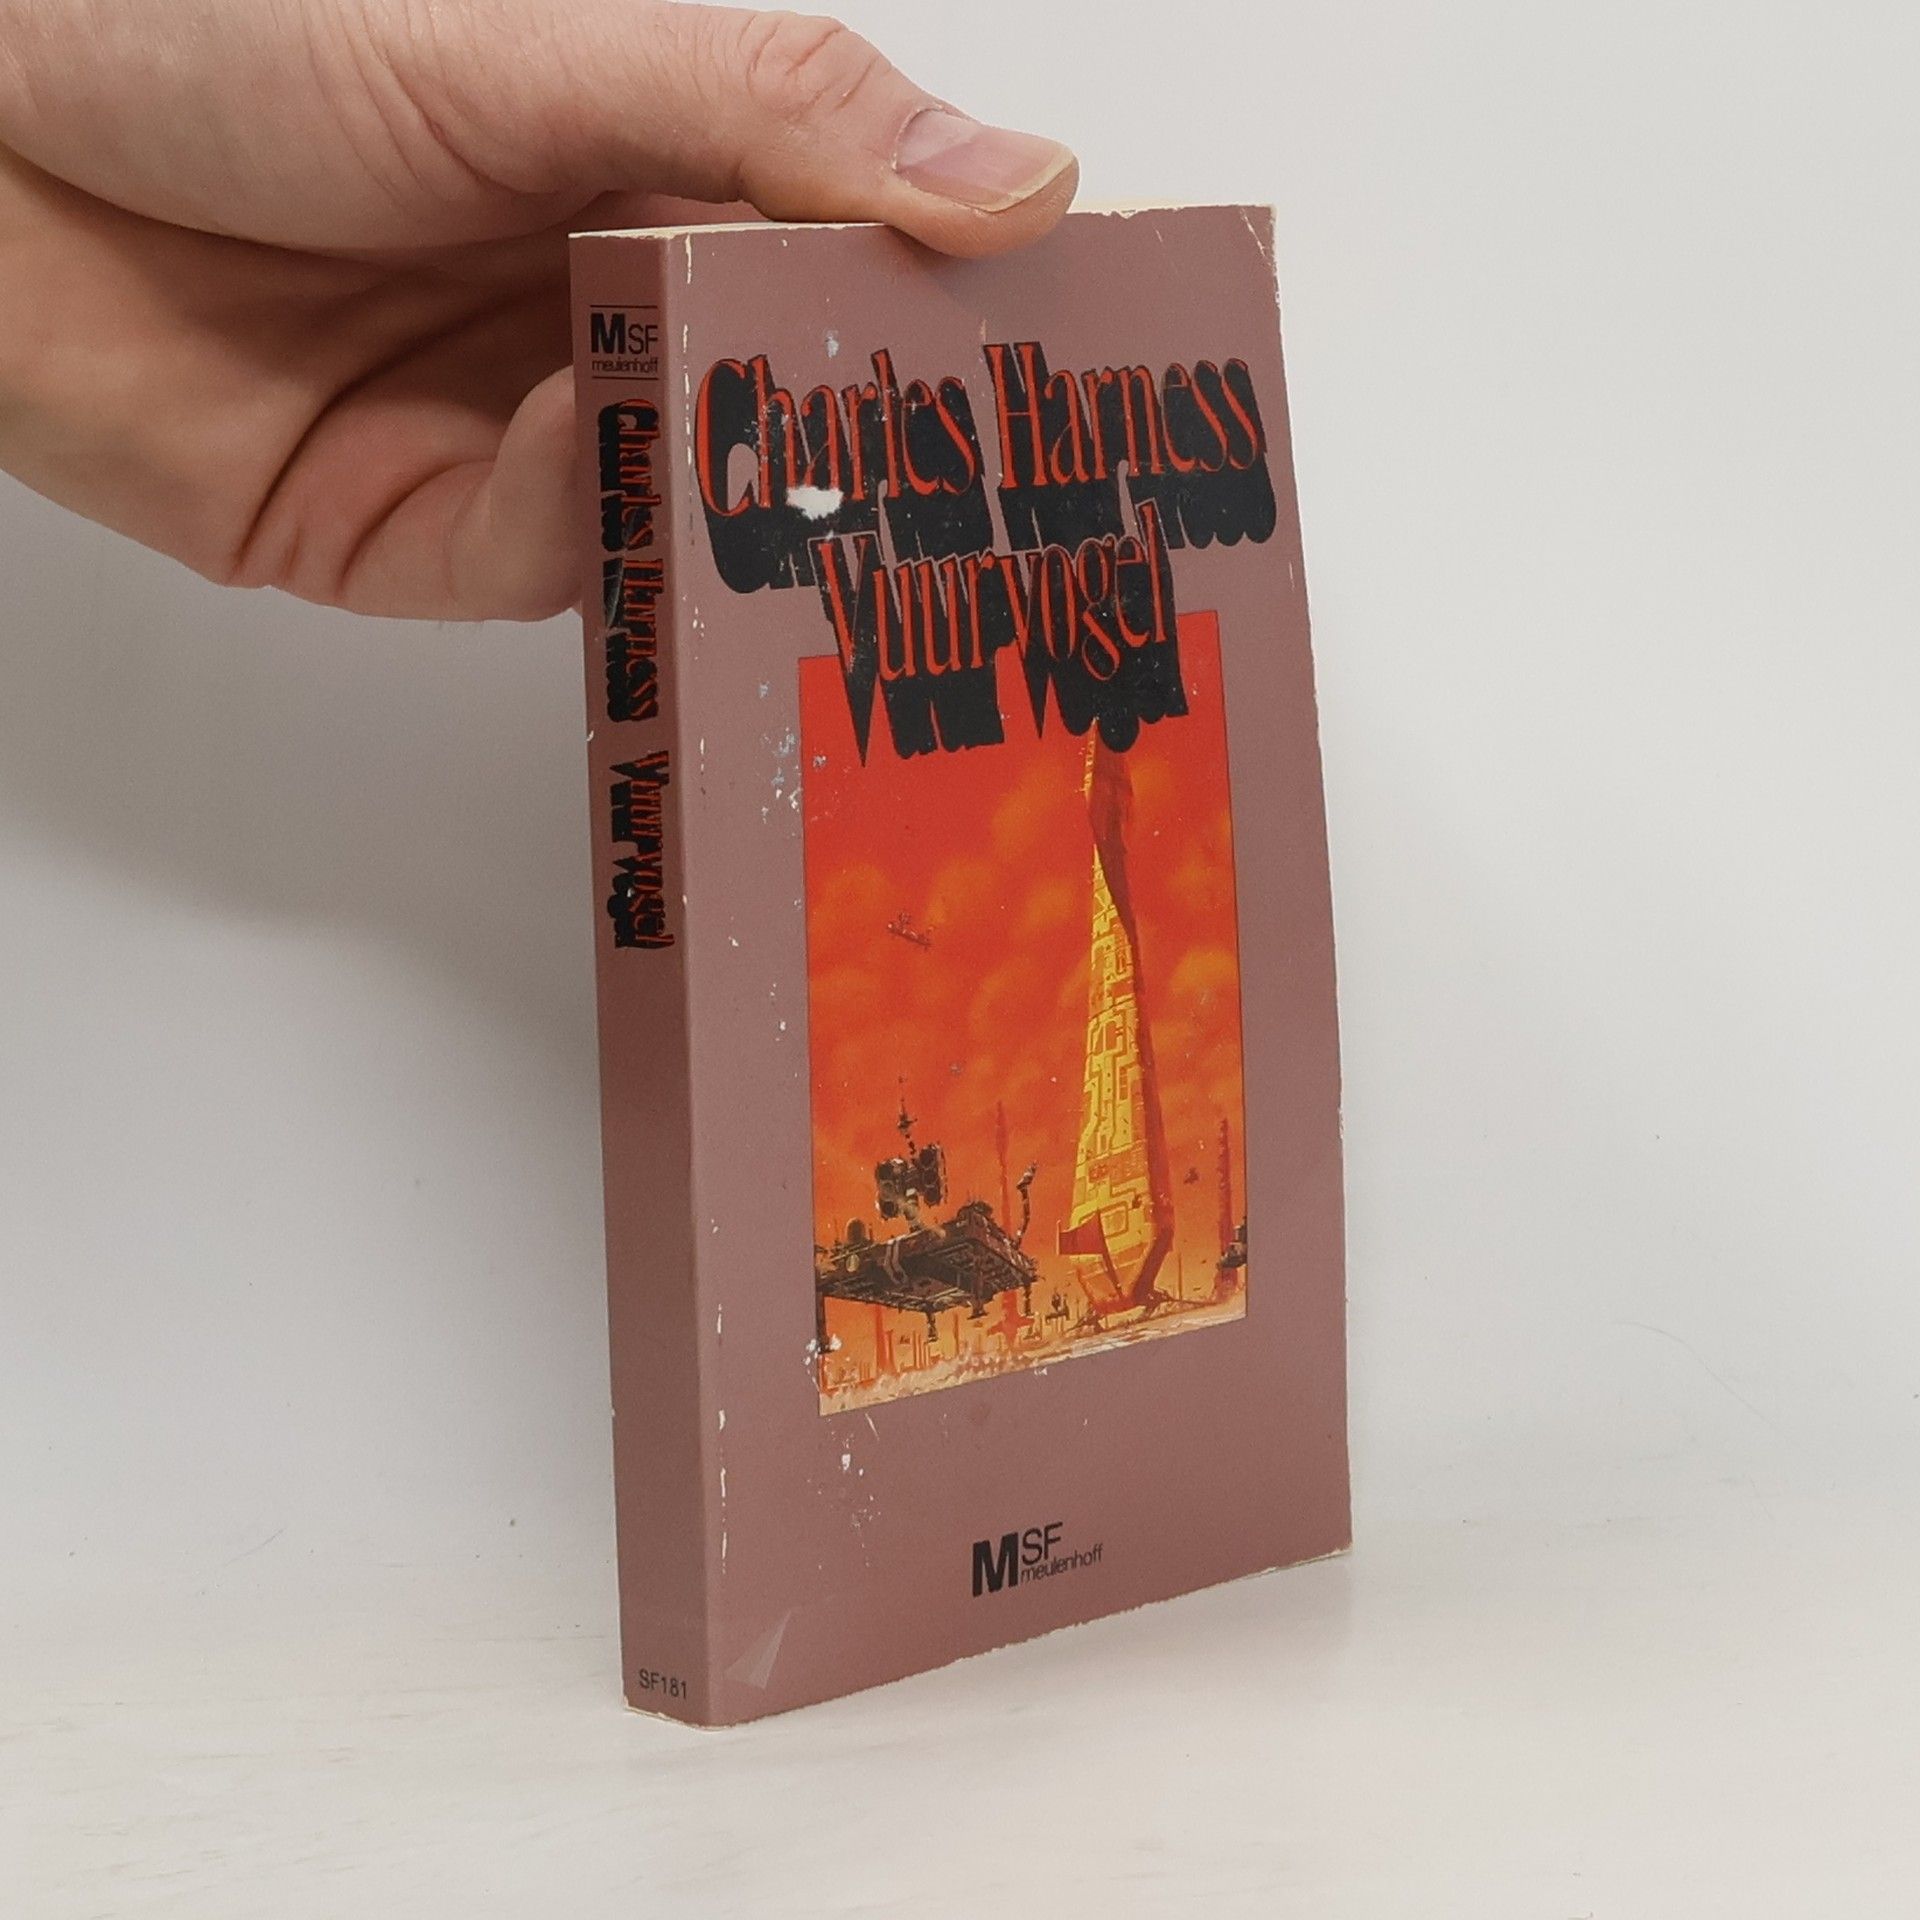 MSF
meulenhoff
Charles Harness Vuurvogel
SF181
Charles Harness
Vuurvogel
MSF
meulenhoff